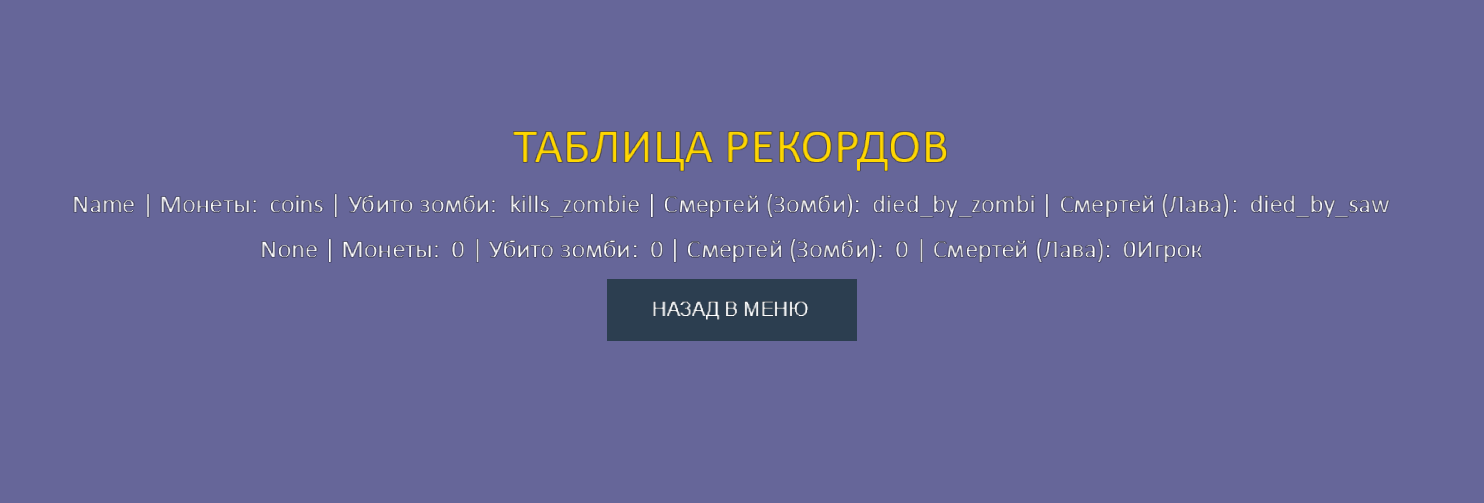 ТАБЛИЦА РЕКОРДОВ
Name | Монеты: coins | Убито зомби: kills_zombie | Смертей (Зомби): died_by_zombi | Смертей (Лава): died_by_saw
None | Монеты: 0 | Убито зомби: 0 | Смертей (Зомби): 0 | Смертей (Лава): 0Игрок
НАЗАД В МЕНЮ